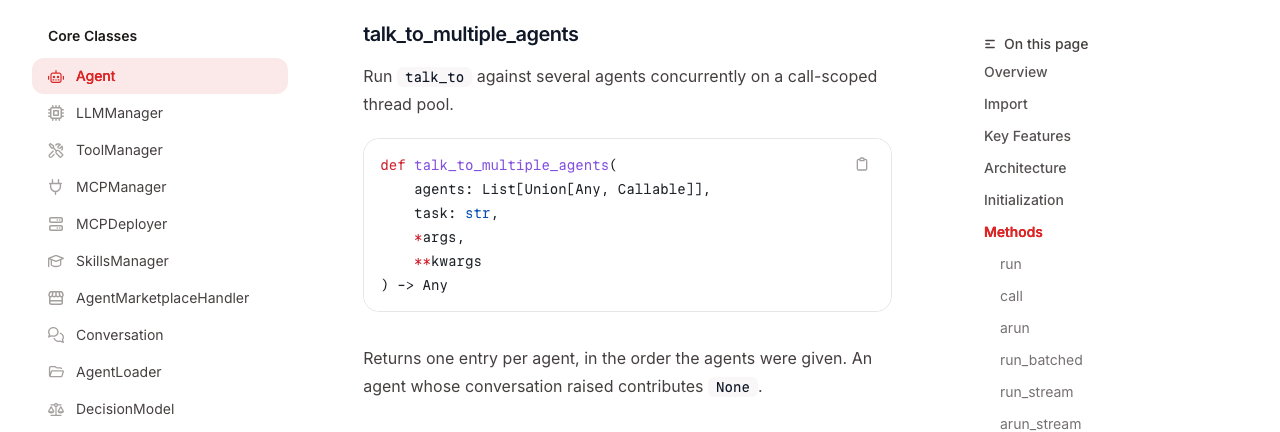 Core Classes
Agent
LLMManager
ToolManager
MCPManager
MCPDeployer
SkillsManager
AgentMarketplaceHandler
Conversation
AgentLoader
DecisionModel
talk_to_multiple_agents
Run talk_to against several agents concurrently on a call-scoped
thread pool.
def talk_to_multiple_agents(
    agents: List[Union[Any, Callable]],
    task: str,
    *args,
    **kwargs
) -> Any
Returns one entry per agent, in the order the agents were given. An
agent whose conversation raised contributes None.
On this page
Overview
Import
Key Features
Architecture
Initialization
Methods
run
call
arun
run_batched
run_stream
arun_stream